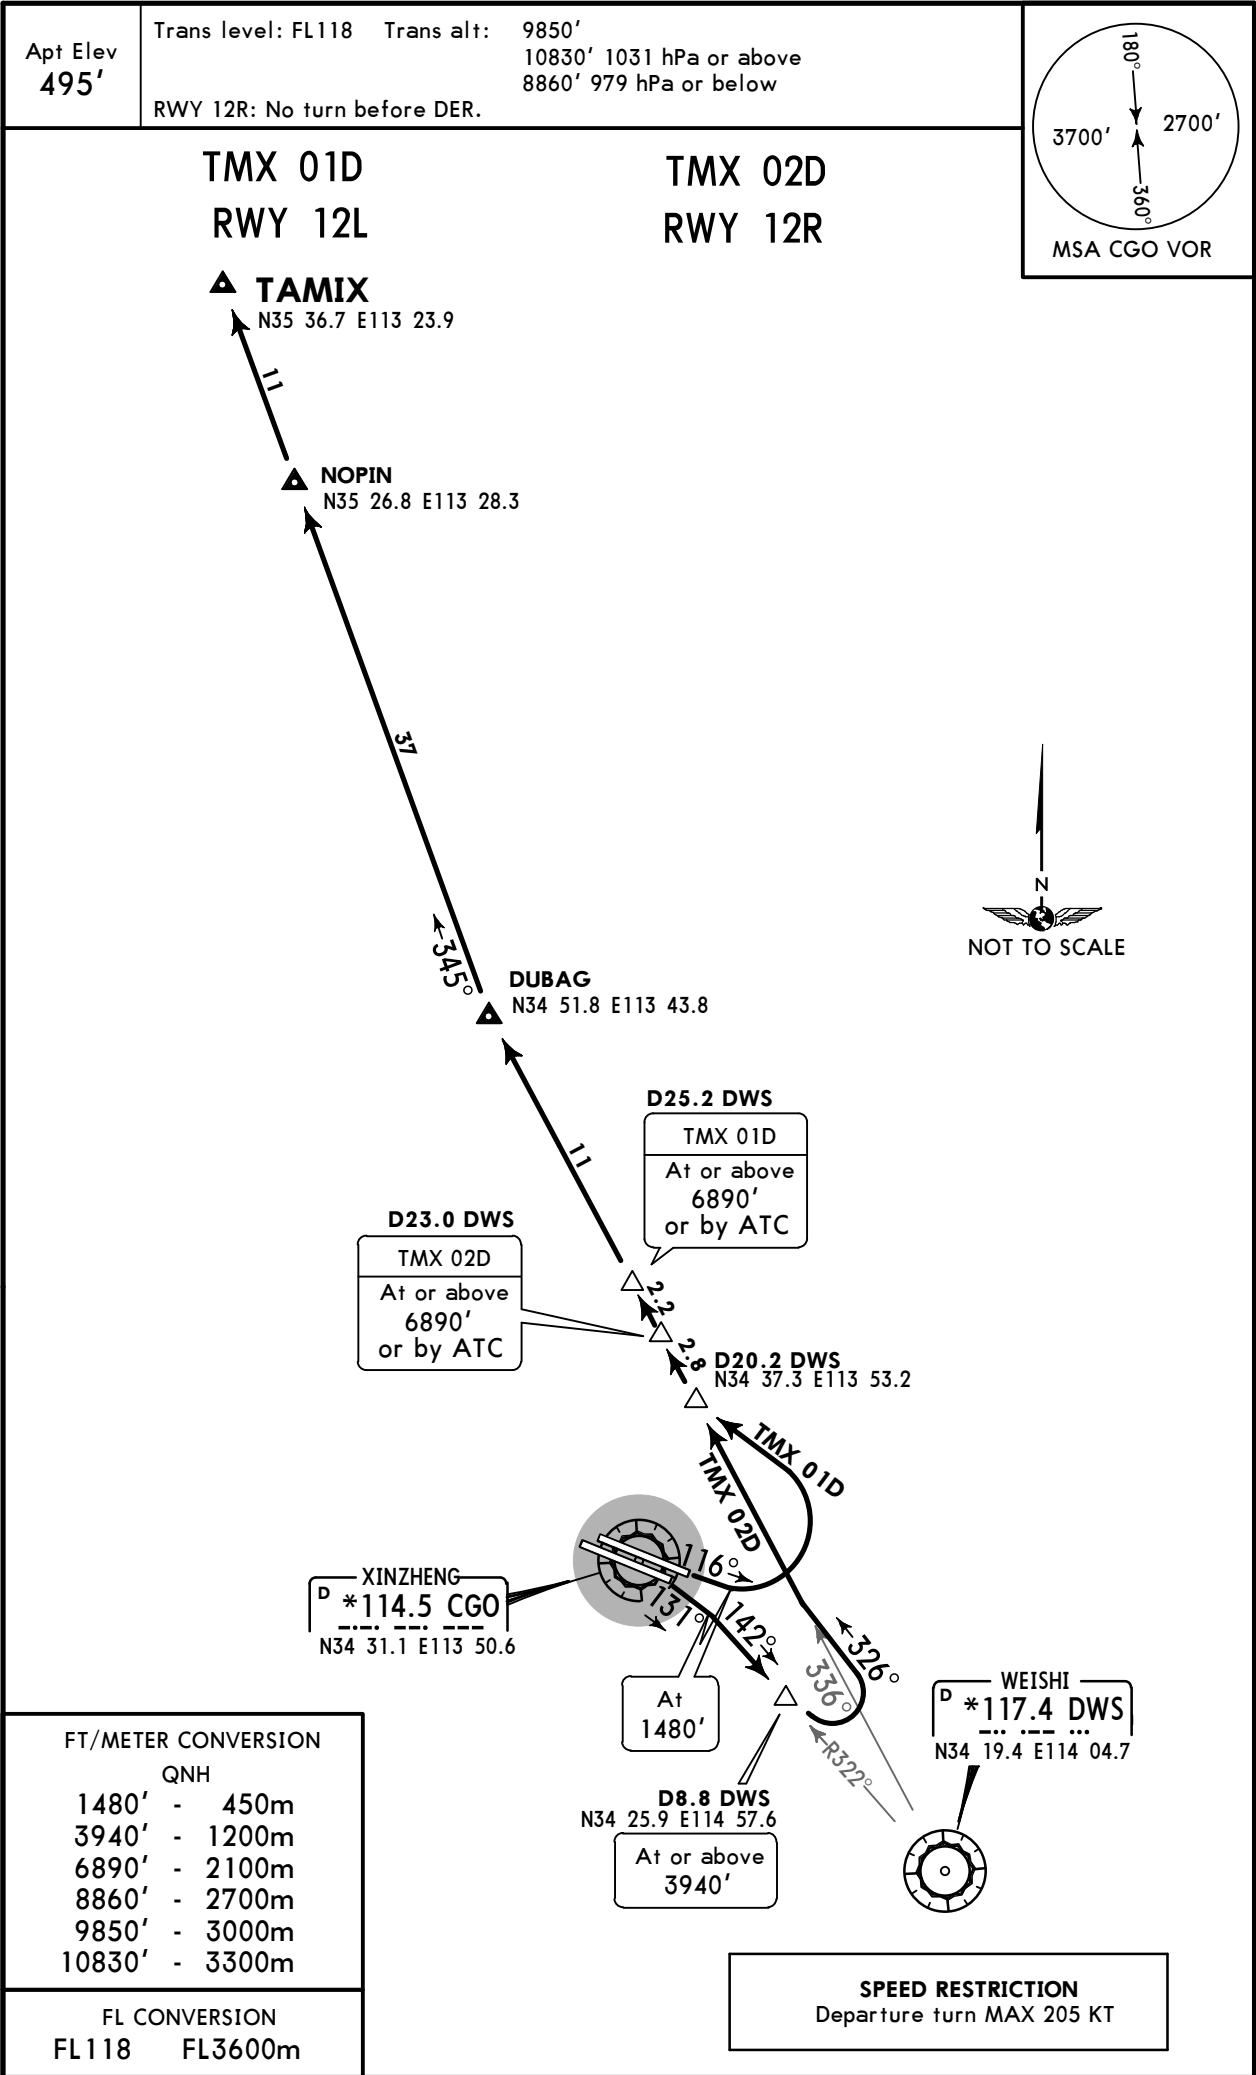 Apt Elev
495'
Trans level: FL118 Trans alt: 9850'
10830' 1031 hPa or above
8860' 979 hPa or below
RWY 12R: No turn before DER.
180°
3700' 2700'
360°
MSA CGO VOR
TMX 01D
RWY 12L
TMX 02D
RWY 12R
TAMIX
N35 36.7 E113 23.9
11
NOPIN
N35 26.8 E113 28.3
37
N
NOT TO SCALE
345°
DUBAG
N34 51.8 E113 43.8
11
D25.2 DWS
TMX 01D
At or above
6890'
or by ATC
D23.0 DWS
TMX 02D
At or above
6890'
or by ATC
2.2
2.8
D20.2 DWS
N34 37.3 E113 53.2
TMX 01D
TMX 02D
116°
131°
142°
XINZHENG
D *114.5 CGO
N34 31.1 E113 50.6
326°
336°
R322°
At
1480'
WEISHI
D *117.4 DWS
N34 19.4 E114 04.7
D8.8 DWS
N34 25.9 E114 57.6
At or above
3940'
FT/METER CONVERSION
QNH
1480' - 450m
3940' - 1200m
6890' - 2100m
8860' - 2700m
9850' - 3000m
10830' - 3300m
FL CONVERSION
FL118 FL3600m
SPEED RESTRICTION
Departure turn MAX 205 KT